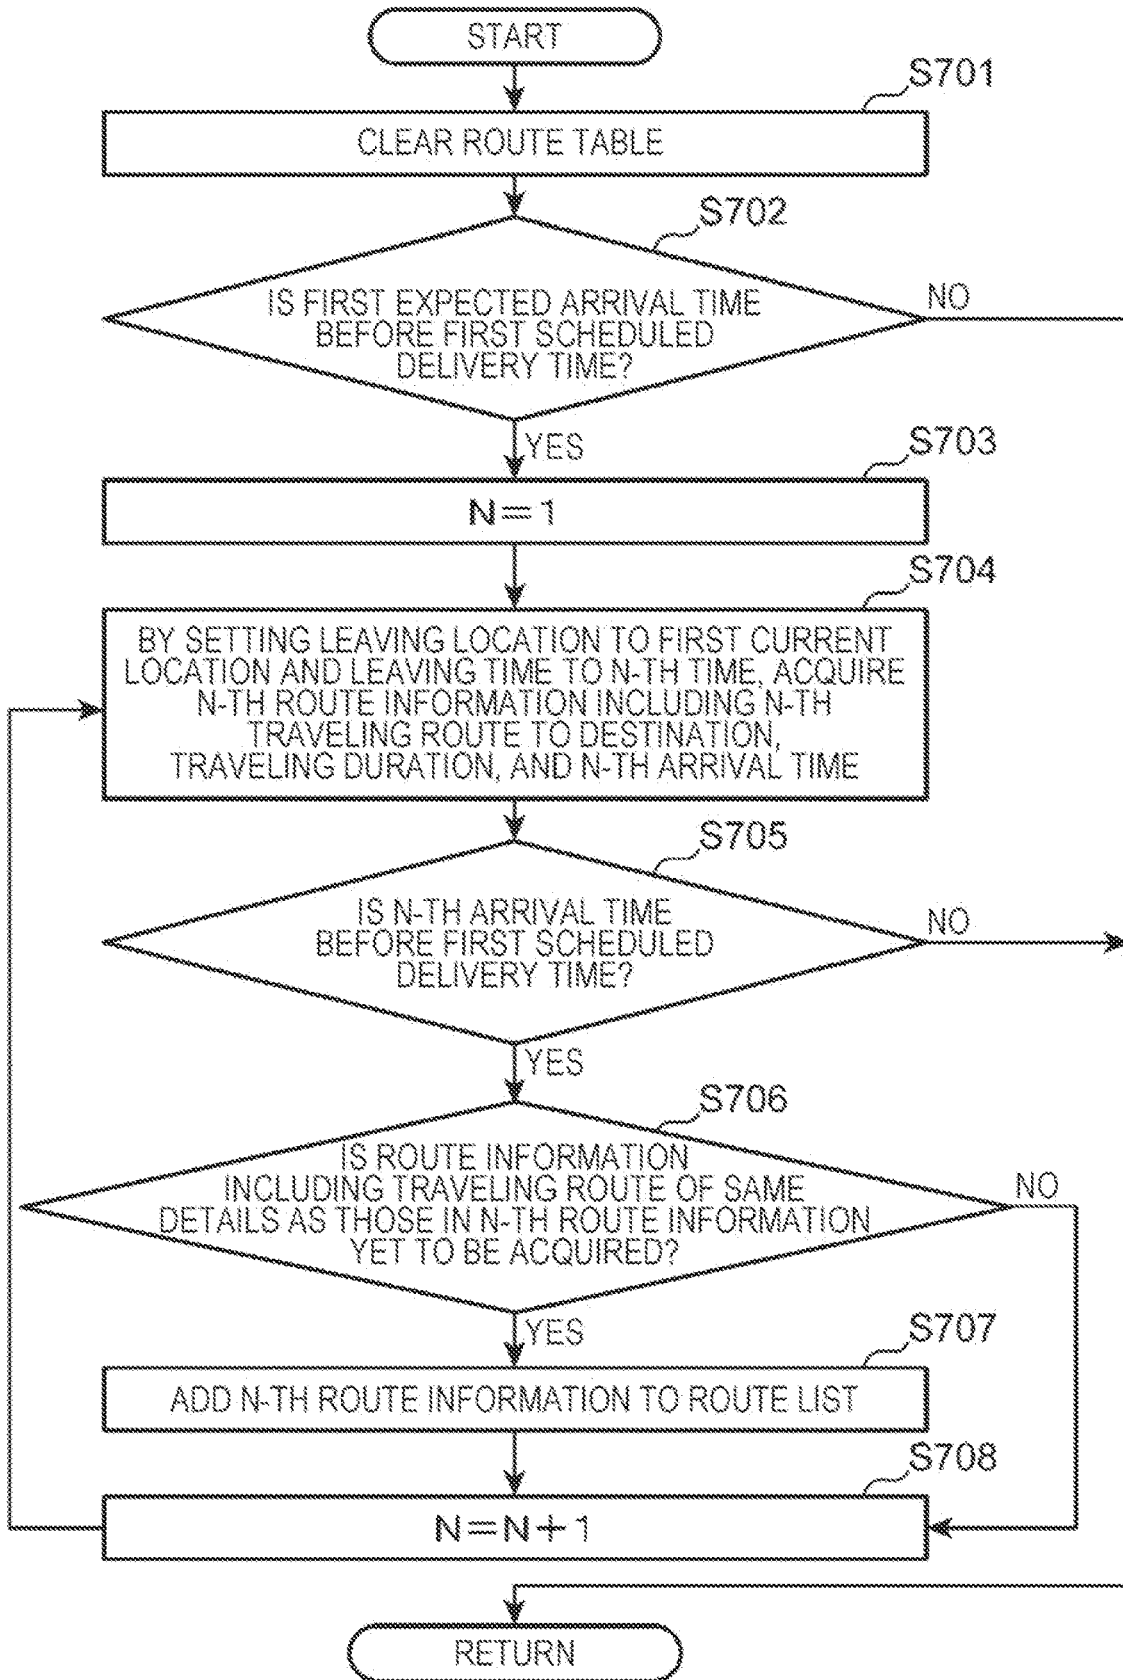 START
S701
CLEAR ROUTE TABLE
S702
IS FIRST EXPECTED ARRIVAL TIME
BEFORE FIRST SCHEDULED
DELIVERY TIME?
NO
YES
S703
N=1
S704
BY SETTING LEAVING LOCATION TO FIRST CURRENT
LOCATION AND LEAVING TIME TO N-TH TIME, ACQUIRE
N-TH ROUTE INFORMATION INCLUDING N-TH
TRAVELING ROUTE TO DESTINATION,
TRAVELING DURATION, AND N-TH ARRIVAL TIME
S705
IS N-TH ARRIVAL TIME
BEFORE FIRST SCHEDULED
DELIVERY TIME?
NO
YES
S706
IS ROUTE INFORMATION
INCLUDING TRAVELING ROUTE OF SAME
DETAILS AS THOSE IN N-TH ROUTE INFORMATION
YET TO BE ACQUIRED?
NO
YES
S707
ADD N-TH ROUTE INFORMATION TO ROUTE LIST
S708
N=N+1
RETURN